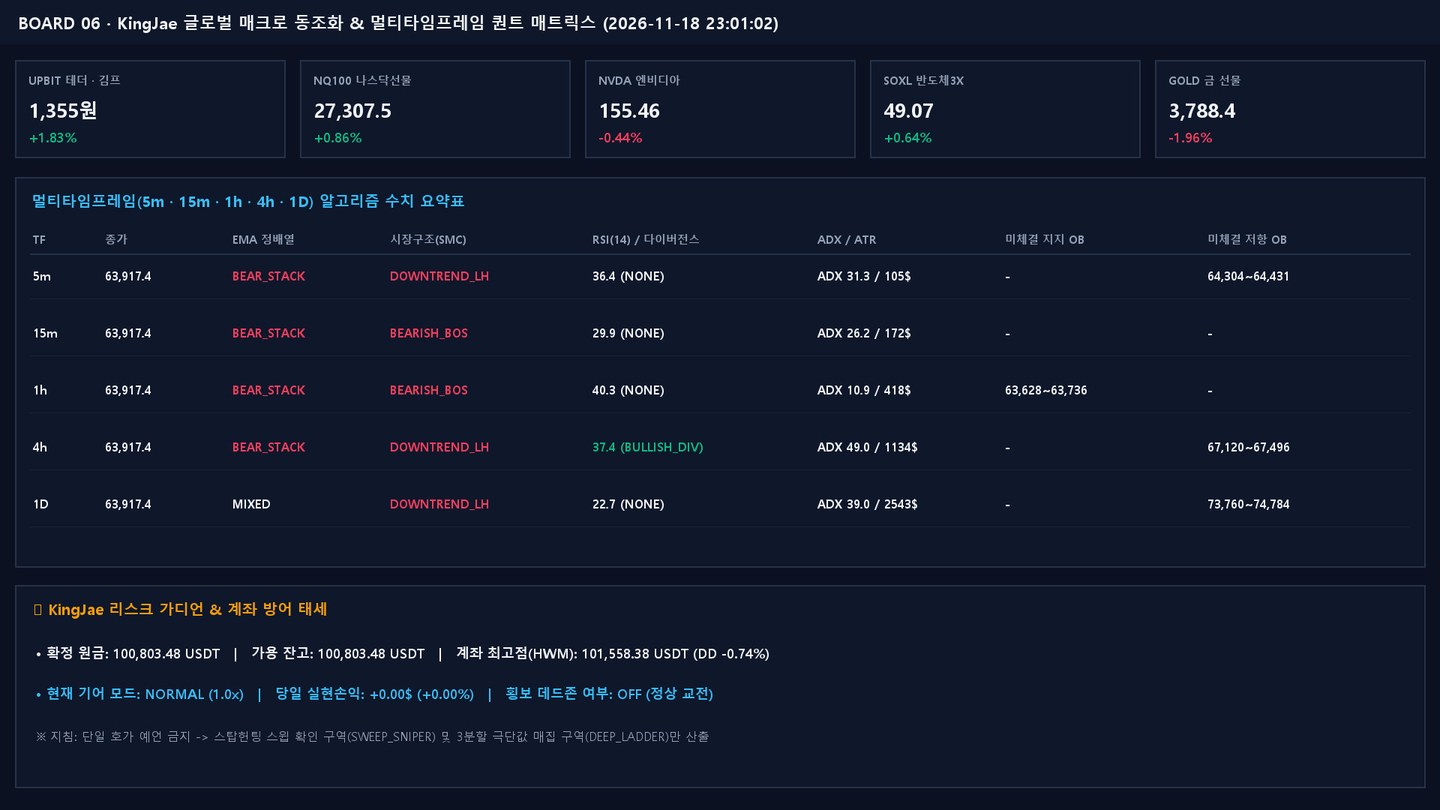 BOARD 06 · KingJae 글로벌 매크로 동조화 & 멀티타임프레임 퀀트 매트릭스 (2026-11-18 23:01:02)
UPBIT 테더 · 김프
1,355원
+1.83%
NQ100 나스닥선물
27,307.5
+0.86%
NVDA 엔비디아
155.46
-0.44%
SOXL 반도체3X
49.07
+0.64%
GOLD 금 선물
3,788.4
-1.96%
멀티타임프레임(5m · 15m · 1h · 4h · 1D) 알고리즘 수치 요약표
TF 종가 EMA 정배열 시장구조(SMC) RSI(14) / 다이버전스 ADX / ATR 미체결 지지 OB 미체결 저항 OB
5m 63,917.4 BEAR_STACK DOWNTREND_LH 36.4 (NONE) ADX 31.3 / 105$ - 64,304~64,431
15m 63,917.4 BEAR_STACK BEARISH_BOS 29.9 (NONE) ADX 26.2 / 172$ - -
1h 63,917.4 BEAR_STACK BEARISH_BOS 40.3 (NONE) ADX 10.9 / 418$ 63,628~63,736 -
4h 63,917.4 BEAR_STACK DOWNTREND_LH 37.4 (BULLISH_DIV) ADX 49.0 / 1134$ - 67,120~67,496
1D 63,917.4 MIXED DOWNTREND_LH 22.7 (NONE) ADX 39.0 / 2543$ - 73,760~74,784
KingJae 리스크 가디언 & 계좌 방어 태세
• 확정 원금: 100,803.48 USDT | 가용 잔고: 100,803.48 USDT | 계좌 최고점(HWM): 101,558.38 USDT (DD -0.74%)
• 현재 기어 모드: NORMAL (1.0x) | 당일 실현손익: +0.00$ (+0.00%) | 횡보 데드존 여부: OFF (정상 교전)
※ 지침: 단일 호가 예언 금지 -> 스탑헌팅 스윕 확인 구역(SWEEP_SNIPER) 및 3분할 극단값 매집 구역(DEEP_LADDER)만 산출